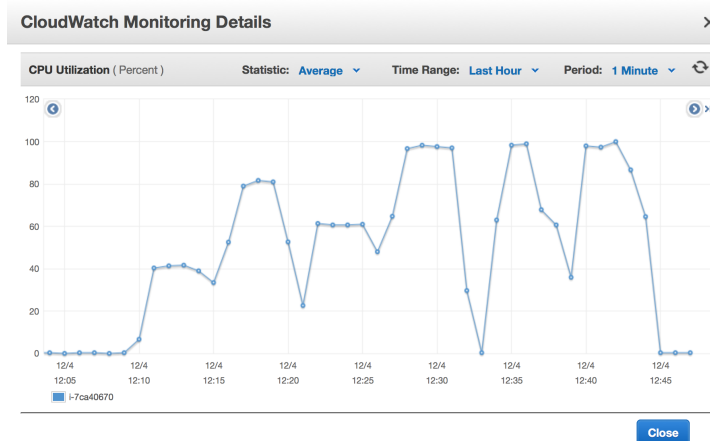 CloudWatch Monitoring Details
CPU Utilization ( Percent ) Statistic: Average Time Range: Last Hour Period: 1 Minute
120
100
80
60
40
20
0
12/4 12/4 12/4 12/4 12/4 12/4 12/4 12/4 12/4
12:05 12:10 12:15 12:20 12:25 12:30 12:35 12:40 12:45
i-7ca40670
Close